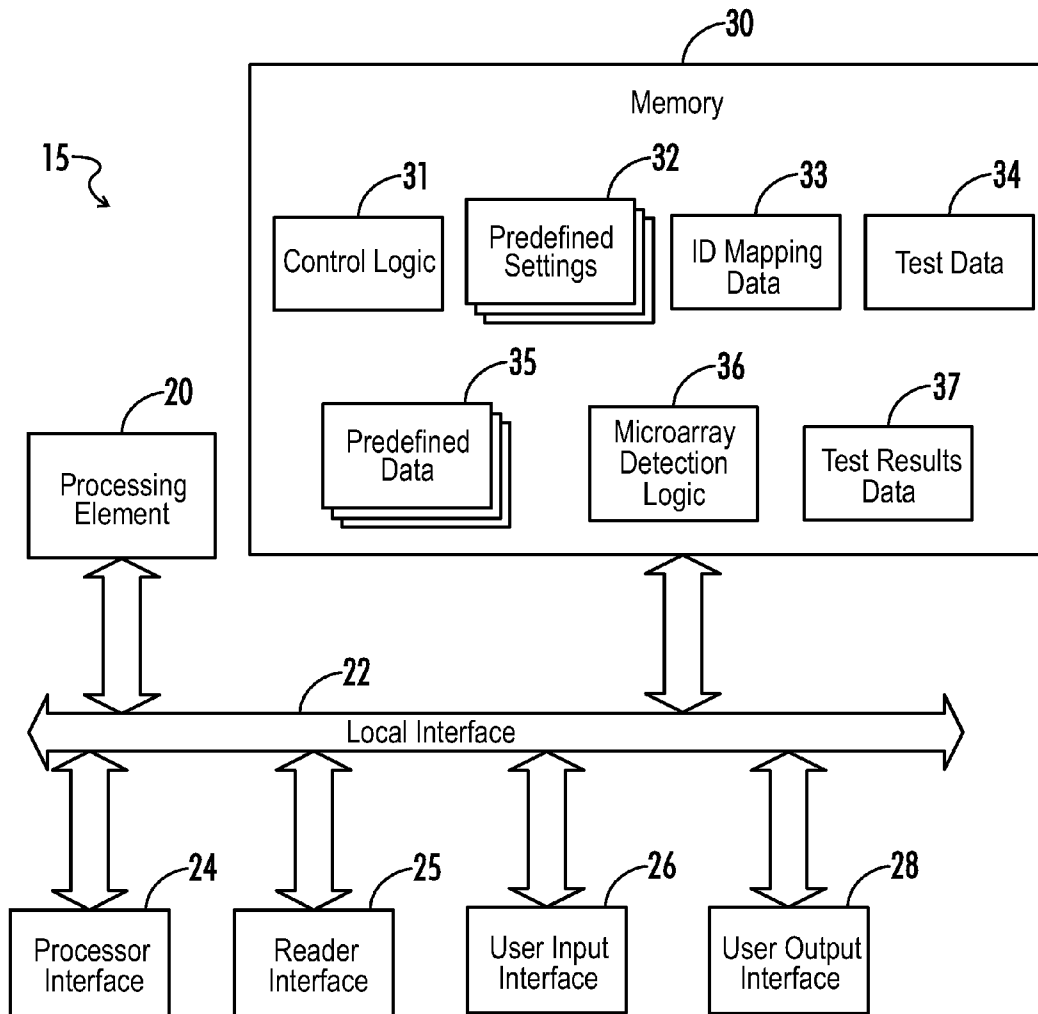 30
Memory
15
31
32
33
34
Control Logic
Predefined
Settings
ID Mapping
Data
Test Data
35
36
37
Predefined
Data
Microarray
Detection
Logic
Test Results
Data
20
Processing
Element
22
Local Interface
24
25
26
28
Processor
Interface
Reader
Interface
User Input
Interface
User Output
Interface